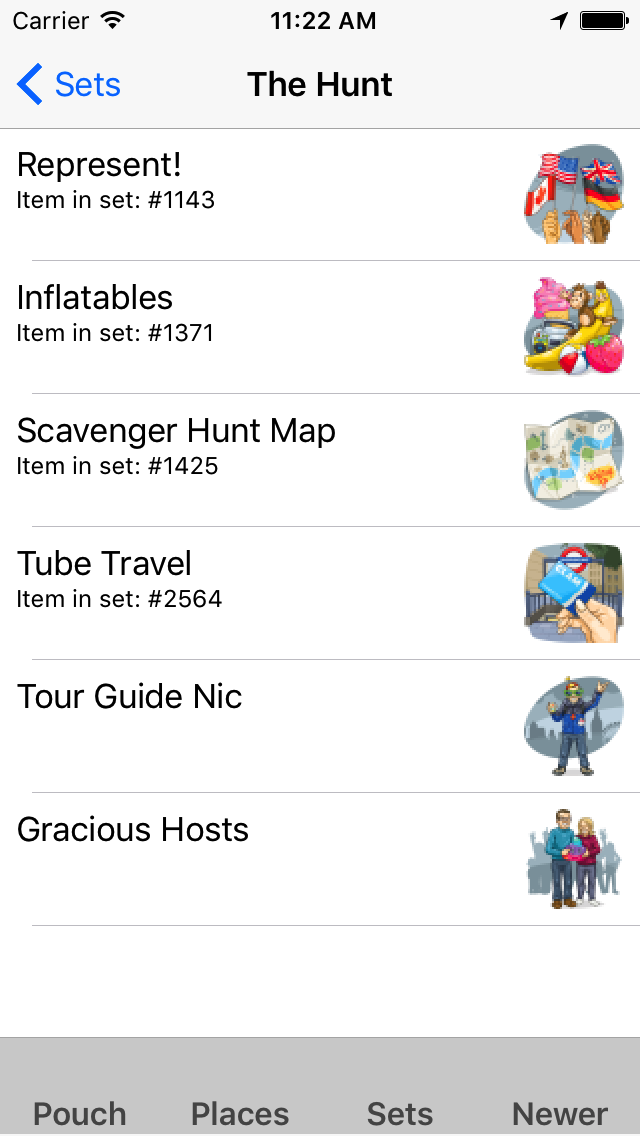 Carrier 11:22 AM
Sets The Hunt
Represent!
Item in set: #1143
Inflatables
Item in set: #1371
Scavenger Hunt Map
Item in set: #1425
Tube Travel
Item in set: #2564
Tour Guide Nic
Gracious Hosts
Pouch Places Sets Newer